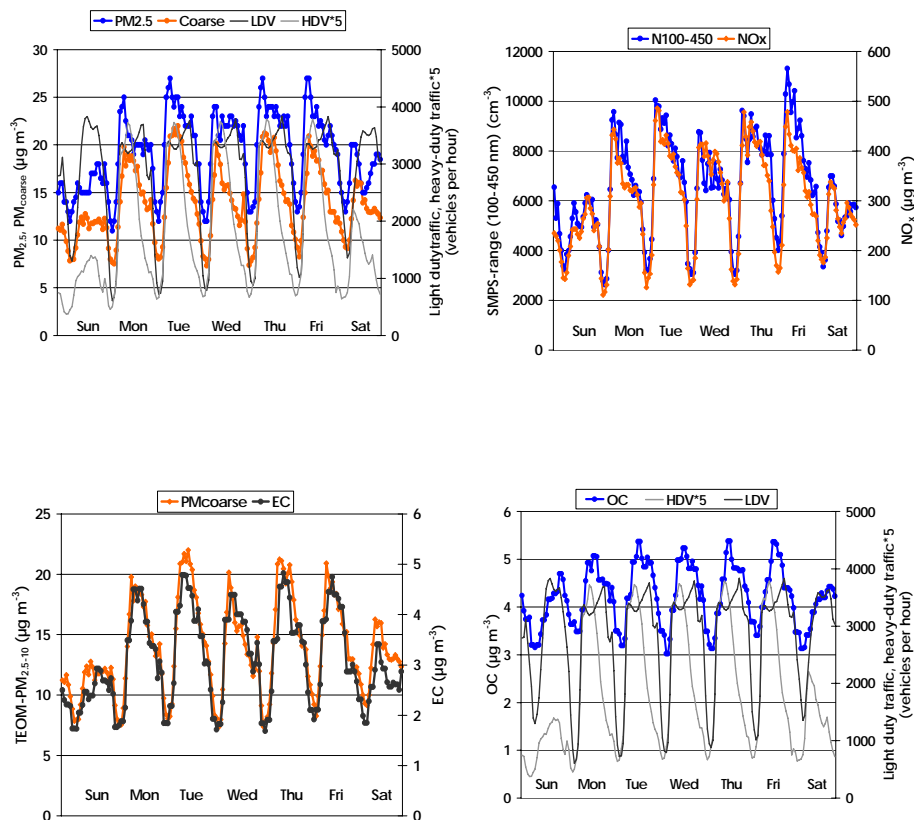 PM2.5 Coarse LDV HDV*5
30
25
20
15
10
5
0
PM2.5, PMcoarse (µg m-3)
Sun Mon Tue Wed Thu Fri Sat
5000
4000
3000
2000
1000
0
Light dutytraffic, heavy-duty traffic*5
(vehicles per hour)
N100-450 NOx
12000
10000
8000
6000
4000
2000
0
SMPS-range (100-450 nm) (cm-3)
Sun Mon Tue Wed Thu Fri Sat
600
500
400
300
200
100
0
NOx (µg m-3)
PMcoarse EC
25
20
15
10
5
0
TEOM-PM2.5-10 (µg m-3)
Sun Mon Tue Wed Thu Fri Sat
6
5
4
3
2
1
0
EC (µg m-3)
OC HDV*5 LDV
6
5
4
3
2
1
0
OC (µg m-3)
Sun Mon Tue Wed Thu Fri Sat
5000
4000
3000
2000
1000
0
Light duty traffic, heavy-duty traffic*5
(vehicles per hour)